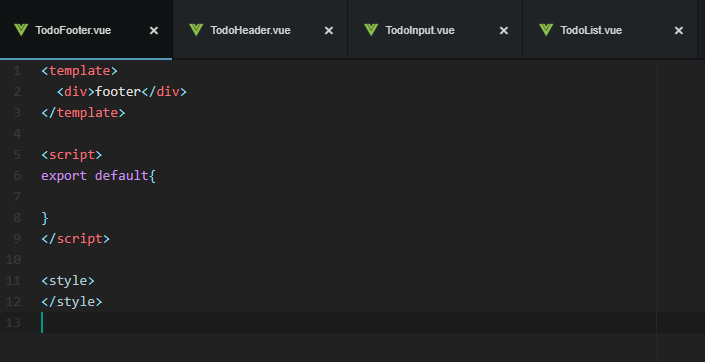 TodoFooter.vue × TodoHeader.vue × TodoInput.vue × TodoList.vue ×
1 <template>
2   <div>footer</div>
3 </template>
4
5 <script>
6 export default{
7
8 }
9 </script>
10
11 <style>
12 </style>
13